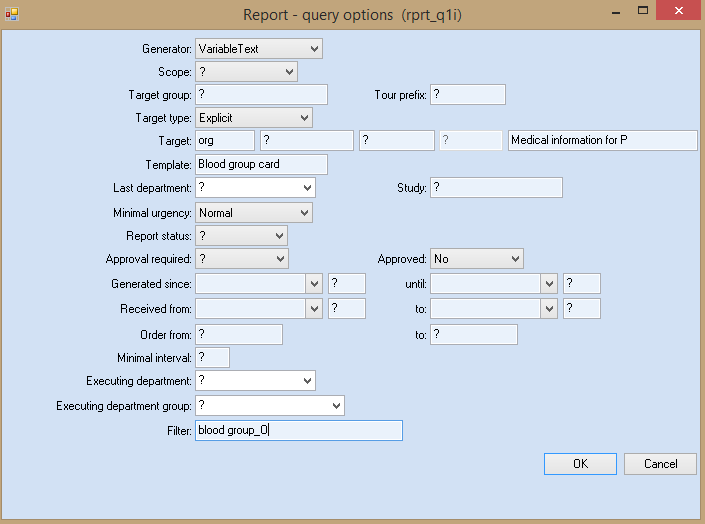 Report - query options (rprt_q1i)
Generator: VariableText
Scope: ?
Target group: ? Tour prefix: ?
Target type: Explicit
Target: org ? ? ? Medical information for P
Template: Blood group card
Last department: ? Study: ?
Minimal urgency: Normal
Report status: ?
Approval required: ? Approved: No
Generated since: ? until: ?
Received from: ? to: ?
Order from: ? to: ?
Minimal interval: ?
Executing department: ?
Executing department group: ?
Filter: blood group_O
OK Cancel